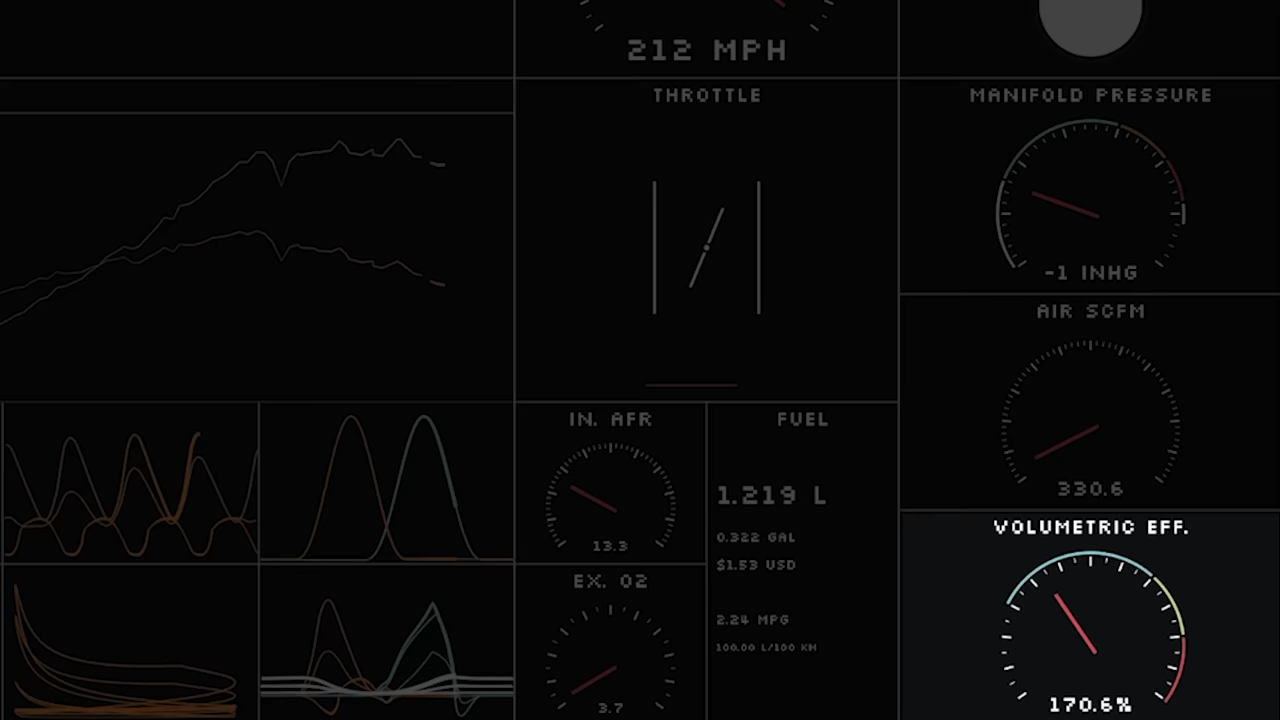 212 MPH
THROTTLE
MANIFOLD PRESSURE
-1 INHG
AIR SCFM
330.6
IN. AFR
13.3
FUEL
1.219 L
0.322 GAL
$1.53 USD
2.24 MPG
100.00 L/100 KM
EX. O2
3.7
VOLUMETRIC EFF.
170.6%